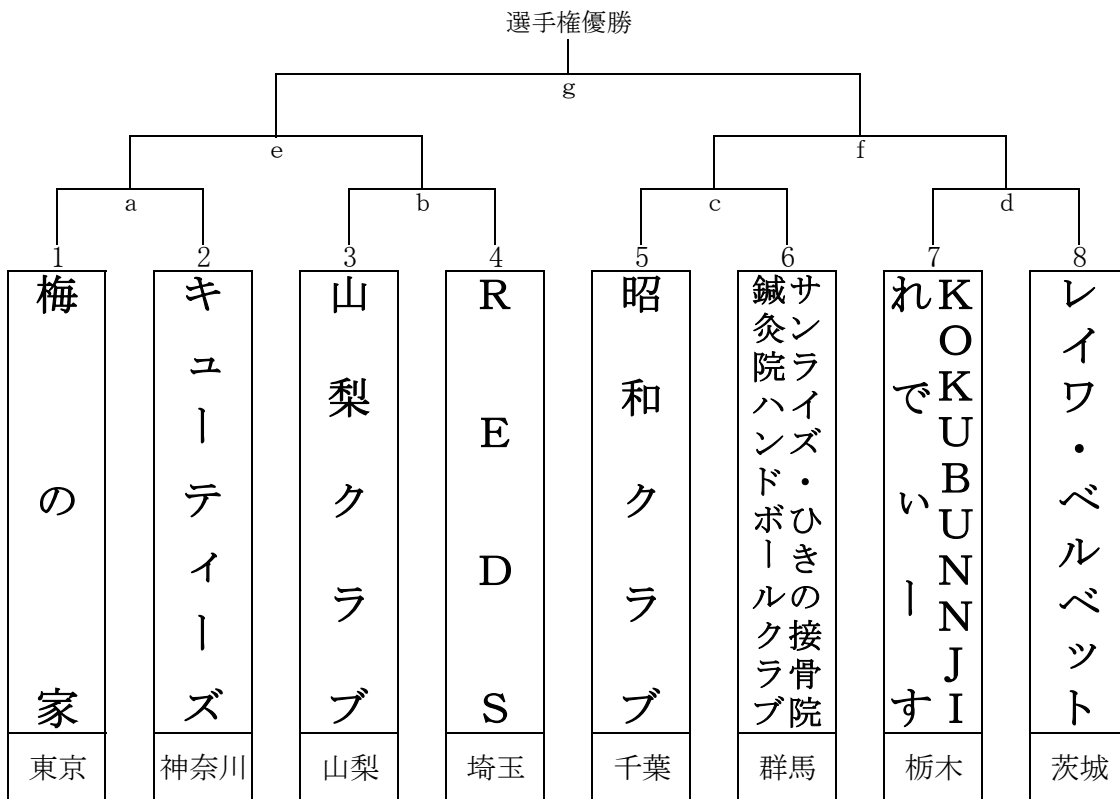 選手権優勝
g
e
f
a
b
c
d
1
2
3
4
5
6
7
8
梅の家
キューティーズ
山梨クラブ
REDS
昭和クラブ
サンライズ・ひきの接骨院
鍼灸院ハンドボールクラブ
KOKUBUNNJI
れでぃーす
レイワ・ベルベット
東京
神奈川
山梨
埼玉
千葉
群馬
栃木
茨城